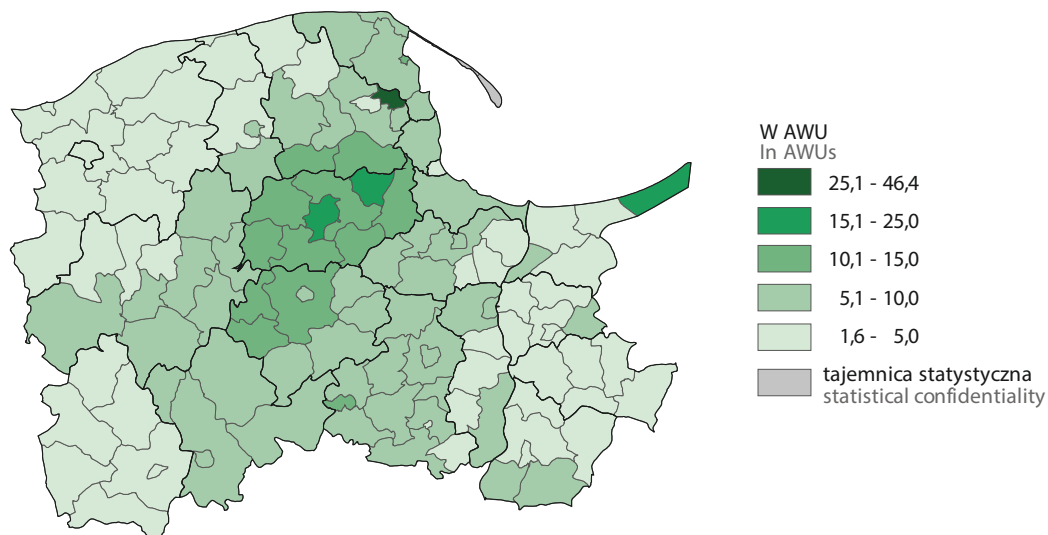 W AWU
In AWUs
25,1 - 46,4
15,1 - 25,0
10,1 - 15,0
5,1 - 10,0
1,6 - 5,0
tajemnica statystyczna
statistical confidentiality